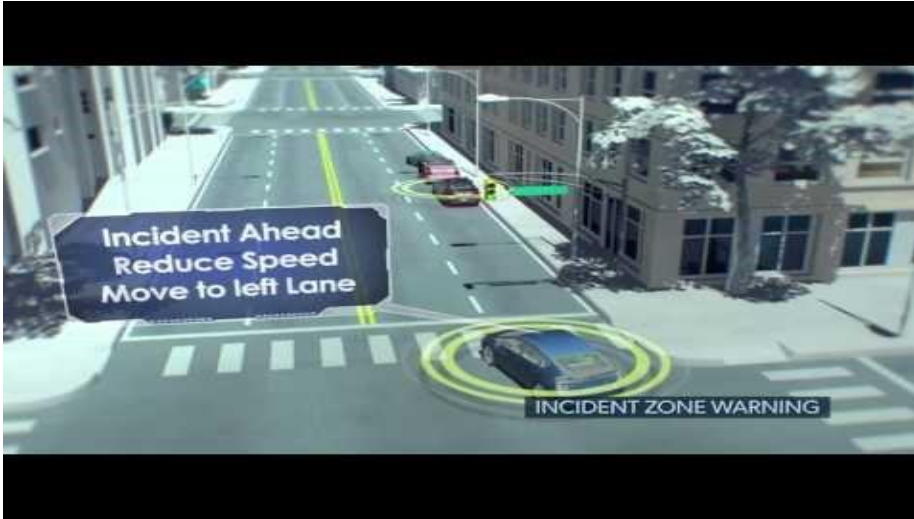 Incident Ahead
Reduce Speed
Move to left Lane
INCIDENT ZONE WARNING